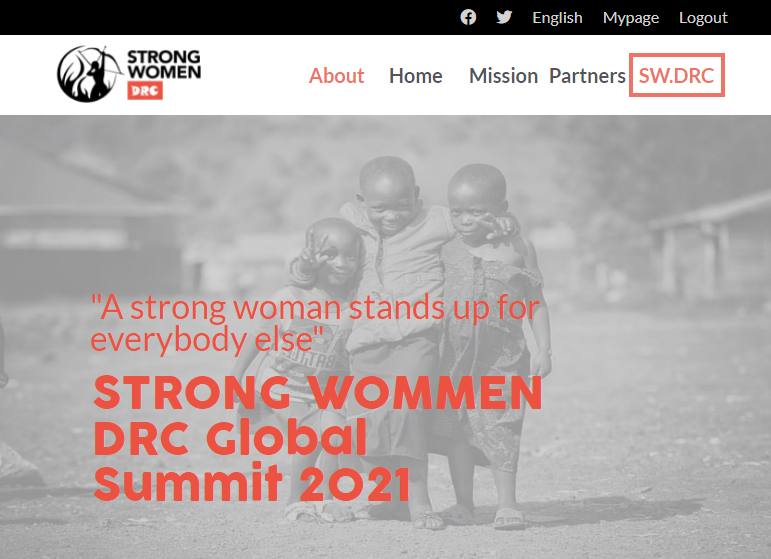 English Mypage Logout
STRONG
WOMEN
DRC
About Home Mission Partners SW.DRC
"A strong woman stands up for
everybody else"
STRONG WOMMEN
DRC Global
Summit 2021